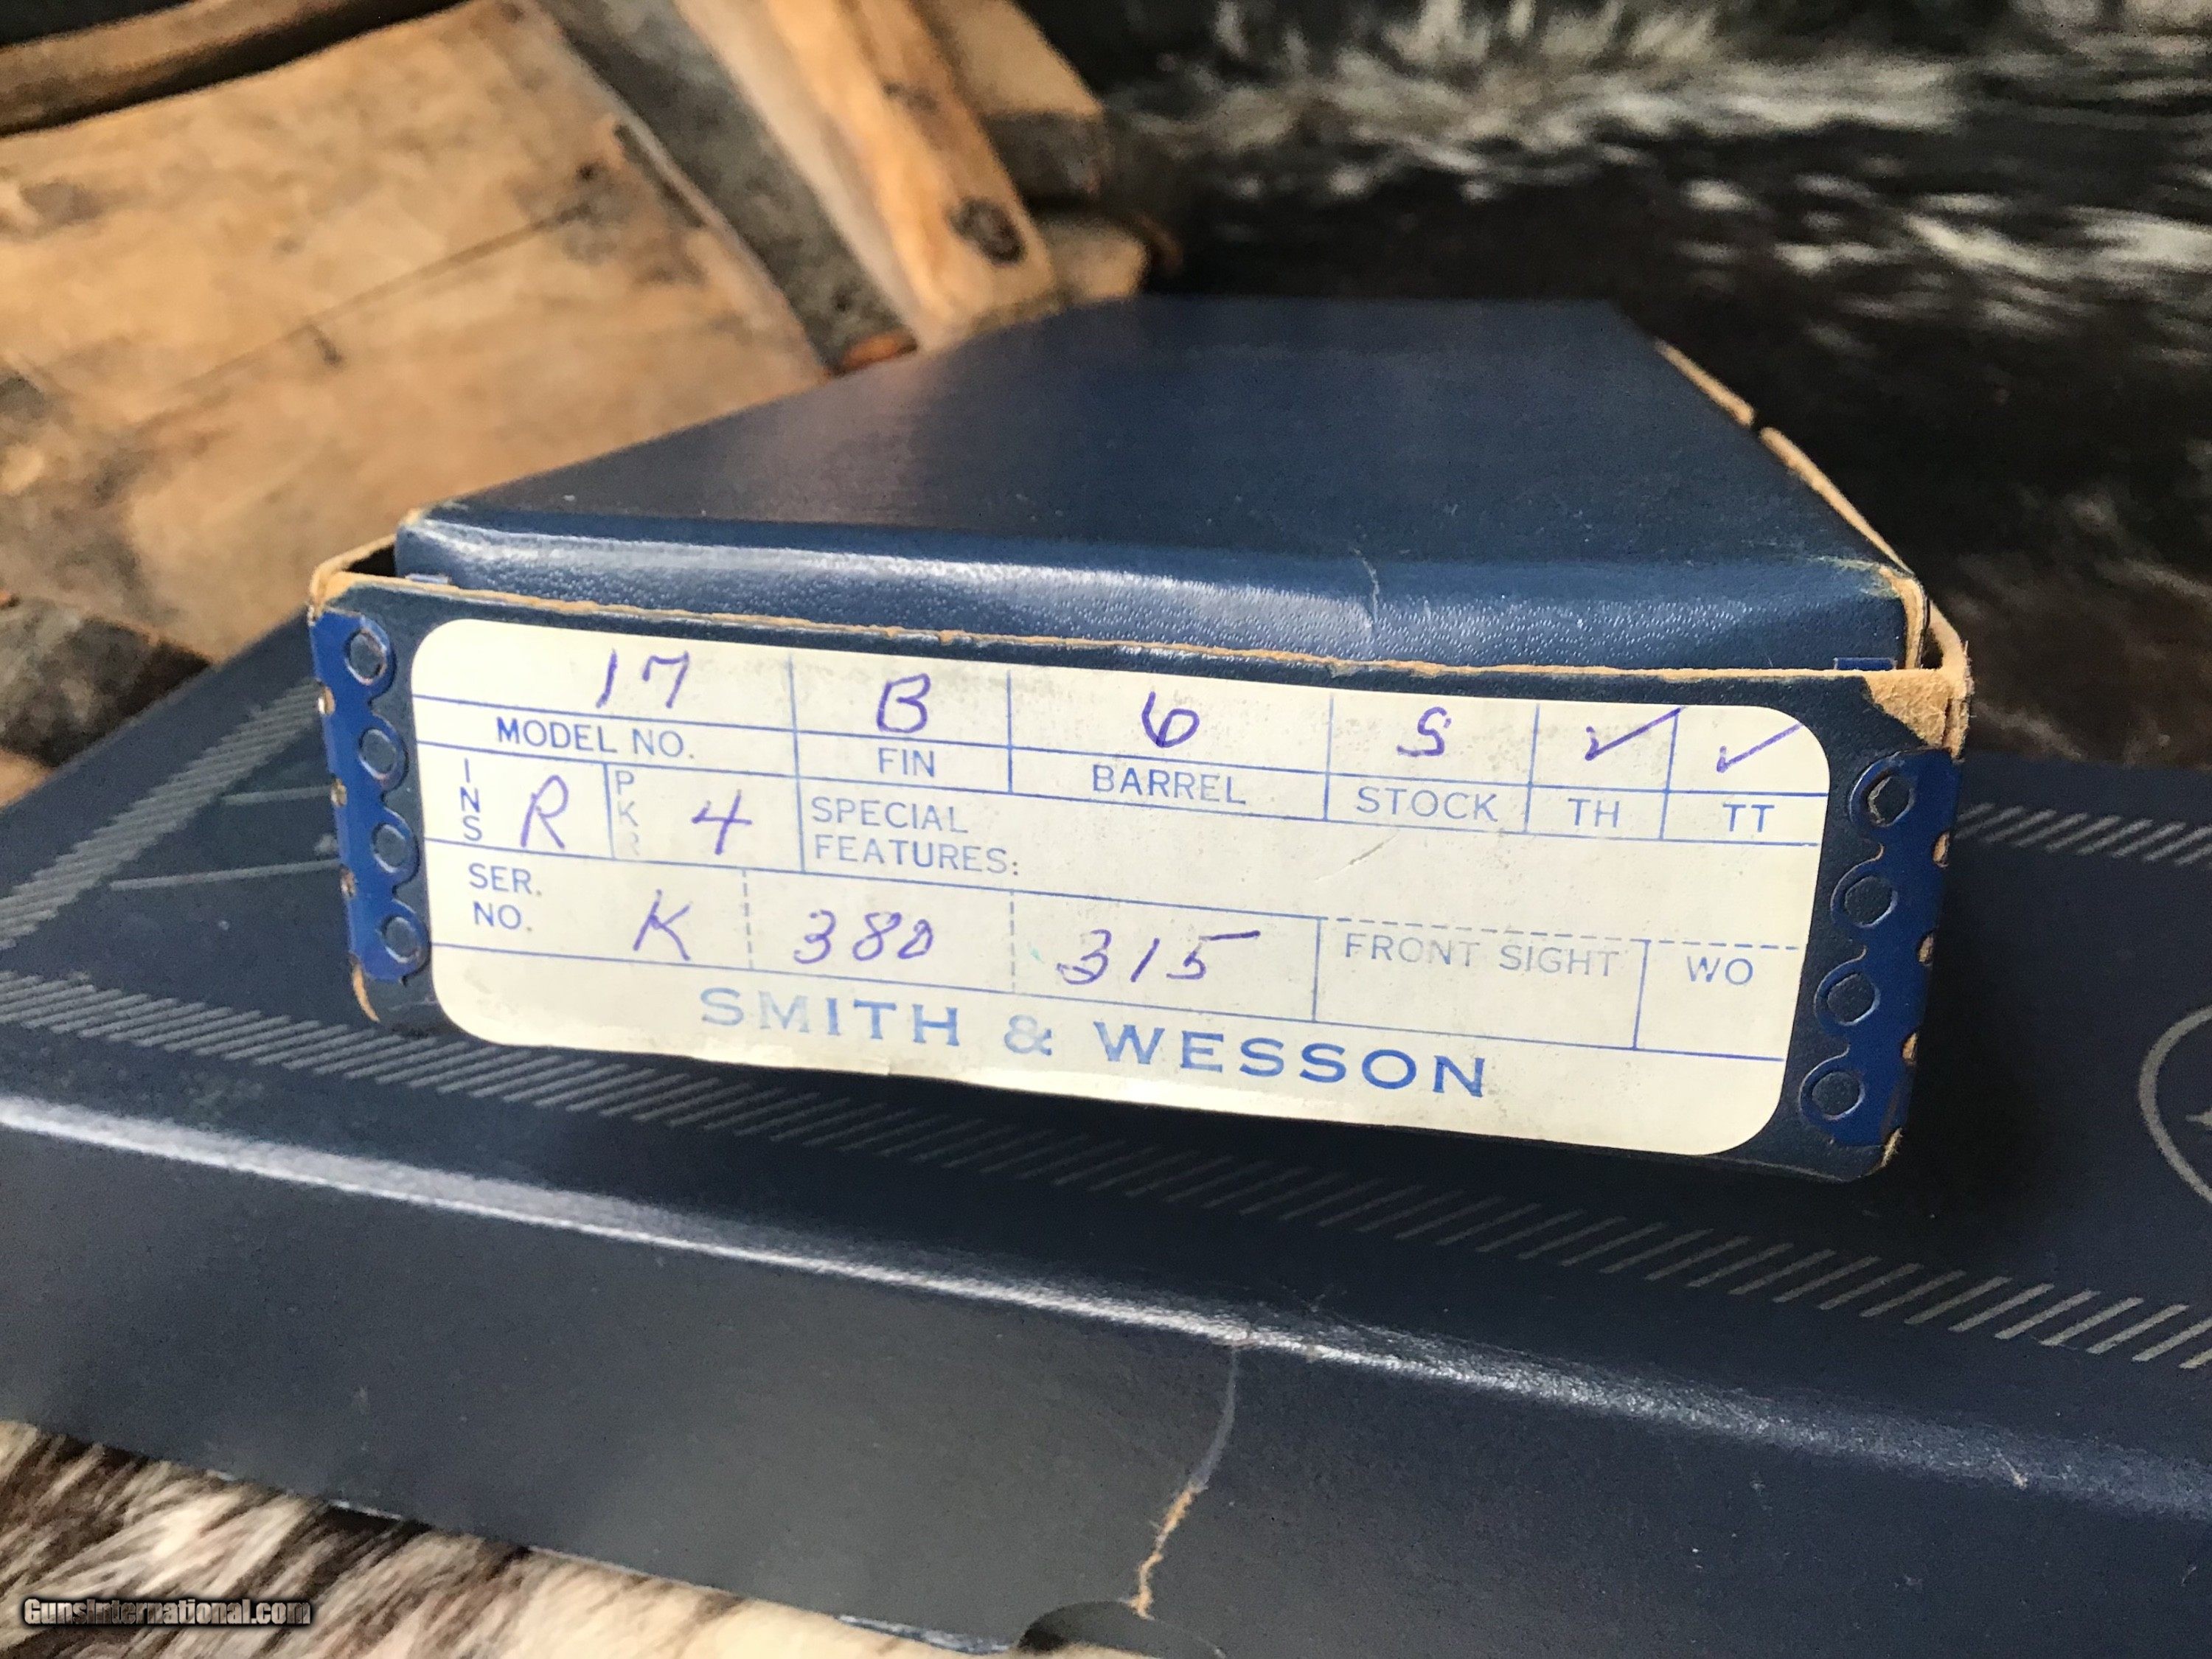 17 B 6 S ✓ ✓
MODEL NO. FIN BARREL STOCK TH TT
INS R PKR 4 SPECIAL FEATURES:
SER. NO. K 380 315 FRONT SIGHT WO
SMITH & WESSON
GunsInternational.com